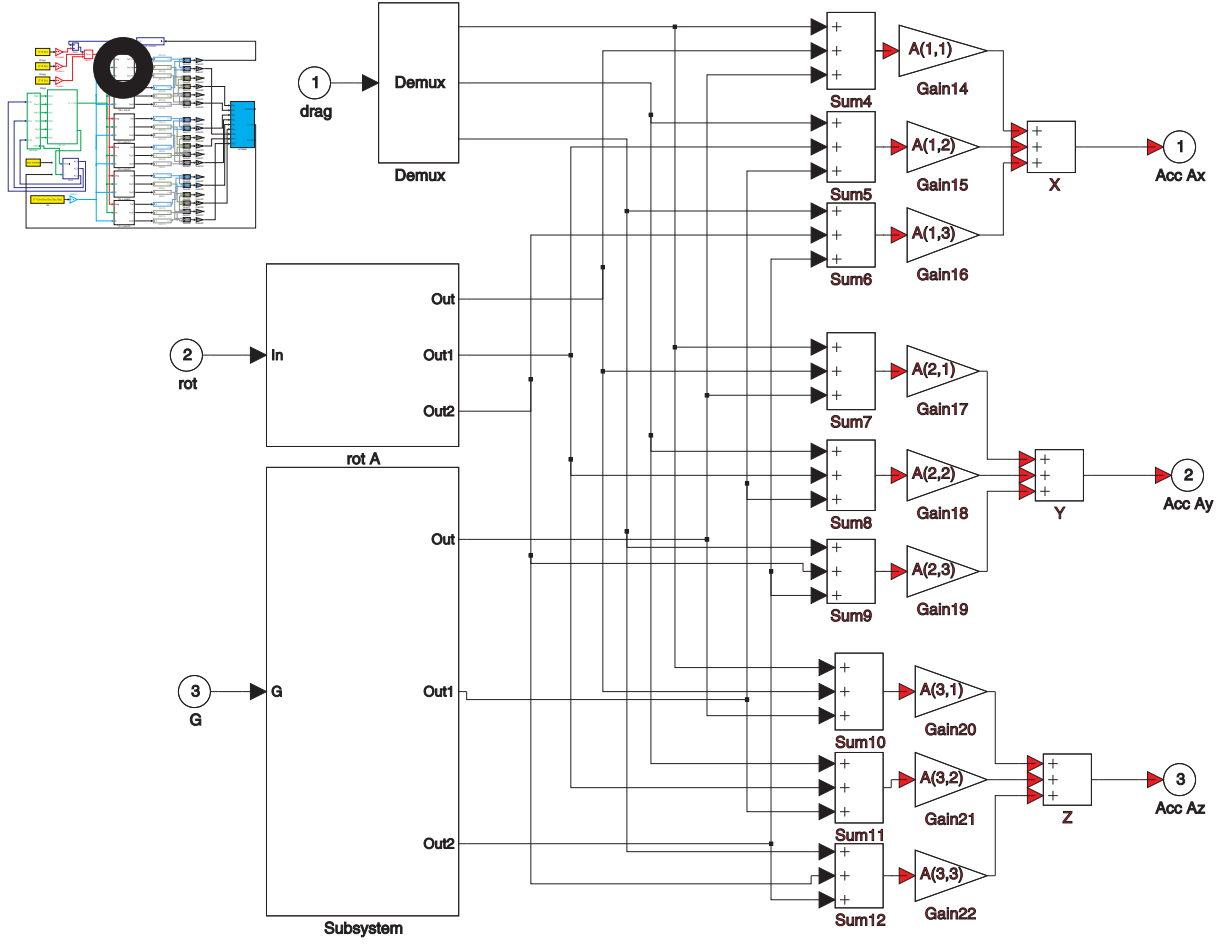 1
drag
Demux
Demux
+
+
+
Sum4
A(1,1)
Gain14
+
+
+
Sum5
A(1,2)
Gain15
+
+
+
Sum6
A(1,3)
Gain16
+
+
+
X
1
Acc Ax
2
rot
In
Out
Out1
Out2
rot A
+
+
+
Sum7
A(2,1)
Gain17
+
+
+
Sum8
A(2,2)
Gain18
+
+
+
Sum9
A(2,3)
Gain19
+
+
+
Y
2
Acc Ay
3
G
G
Out
Out1
Out2
Subsystem
+
+
+
Sum10
A(3,1)
Gain20
+
+
+
Sum11
A(3,2)
Gain21
+
+
+
Sum12
A(3,3)
Gain22
+
+
+
Z
3
Acc Az